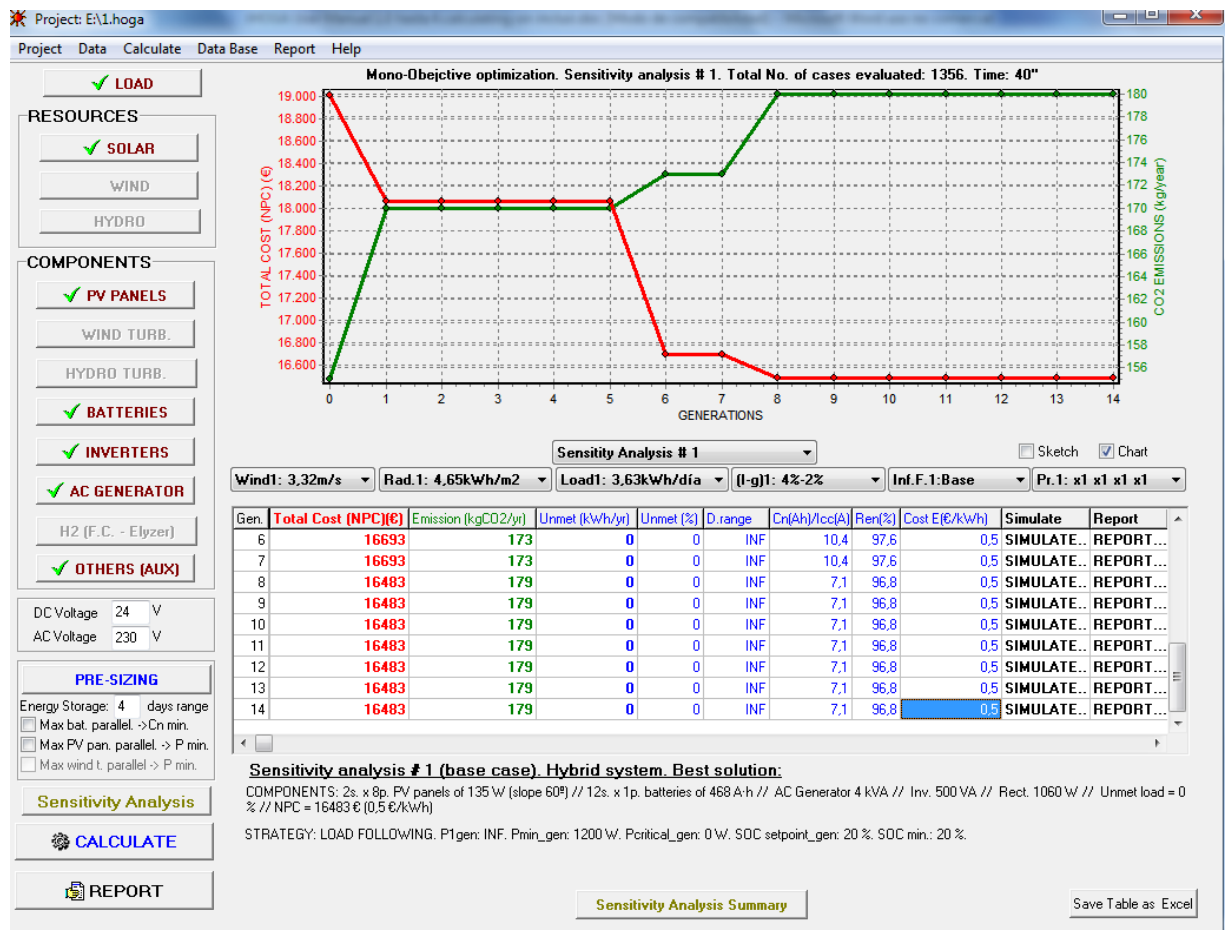 Project: E:\1.hoga
Project Data Calculate Data Base Report Help
LOAD
RESOURCES
SOLAR
WIND
HYDRO
COMPONENTS
PV PANELS
WIND TURB.
HYDRO TURB.
BATTERIES
INVERTERS
AC GENERATOR
H2 (F.C. - Elyzer)
OTHERS (AUX)
DC Voltage 24 V
AC Voltage 230 V
PRE-SIZING
Energy Storage: 4 days range
Max bat. parallel. ->Cn min.
Max PV pan. parallel. -> P min.
Max wind t. parallel -> P min.
Sensitivity Analysis
CALCULATE
REPORT
Mono-Obejctive optimization. Sensitivity analysis # 1. Total No. of cases evaluated: 1356. Time: 40"
TOTAL COST (NPC) (€)
19.000
18.800
18.600
18.400
18.200
18.000
17.800
17.600
17.400
17.200
17.000
16.800
16.600
180
178
176
174
172
170
168
166
164
162
160
158
156
CO2 EMISSIONS (kg/year)
0 1 2 3 4 5 6 7 8 9 10 11 12 13 14
GENERATIONS
Sensitity Analysis # 1
Sketch Chart
Wind1: 3,32m/s Rad.1: 4,65kWh/m2 Load1: 3,63kWh/día (I-g)1: 4%-2% Inf.F.1:Base Pr.1: x1 x1 x1 x1
Gen. Total Cost (NPC)(€) Emission (kgCO2/yr) Unmet (kWh/yr) Unmet (%) D.range Cn(Ah)/Icc(A) Ren(%) Cost E(€/kWh) Simulate Report
6 16693 173 0 0 INF 10,4 97,6 0,5 SIMULATE.. REPORT...
7 16693 173 0 0 INF 10,4 97,6 0,5 SIMULATE.. REPORT...
8 16483 179 0 0 INF 7,1 96,8 0,5 SIMULATE.. REPORT...
9 16483 179 0 0 INF 7,1 96,8 0,5 SIMULATE.. REPORT...
10 16483 179 0 0 INF 7,1 96,8 0,5 SIMULATE.. REPORT...
11 16483 179 0 0 INF 7,1 96,8 0,5 SIMULATE.. REPORT...
12 16483 179 0 0 INF 7,1 96,8 0,5 SIMULATE.. REPORT...
13 16483 179 0 0 INF 7,1 96,8 0,5 SIMULATE.. REPORT...
14 16483 179 0 0 INF 7,1 96,8 0,5 SIMULATE.. REPORT...
Sensitivity analysis # 1 (base case). Hybrid system. Best solution:
COMPONENTS: 2s. x 8p. PV panels of 135 W (slope 60º) // 12s. x 1p. batteries of 468 A·h // AC Generator 4 kVA // Inv. 500 VA // Rect. 1060 W // Unmet load = 0
% // NPC = 16483 € (0,5 €/kWh)
STRATEGY: LOAD FOLLOWING. P1gen: INF. Pmin_gen: 1200 W. Pcritical_gen: 0 W. SOC setpoint_gen: 20 %. SOC min.: 20 %.
Sensitivity Analysis Summary
Save Table as Excel